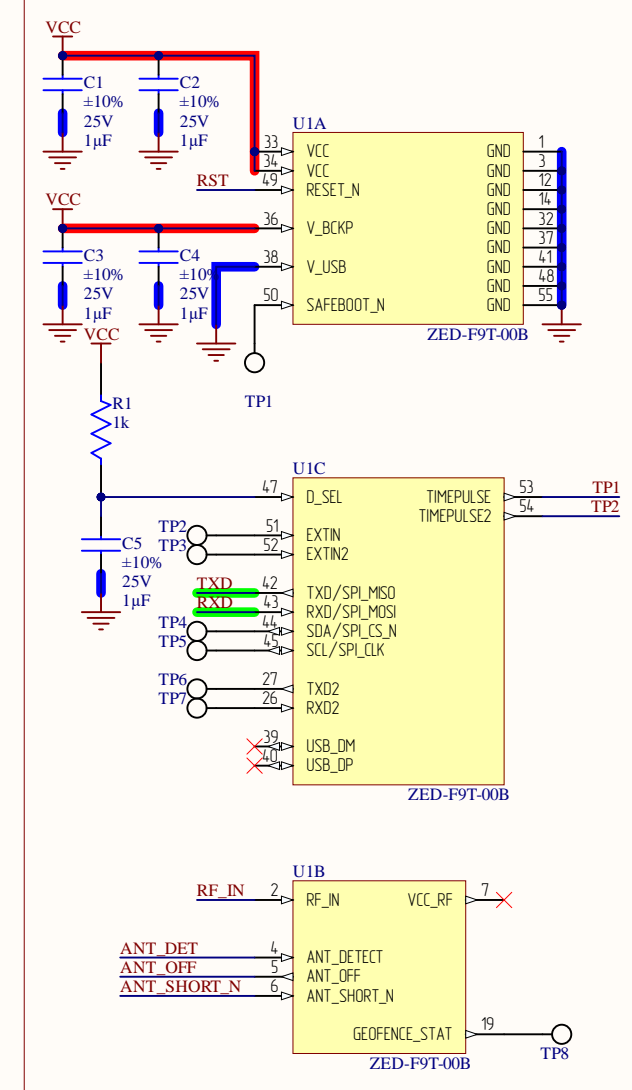 VCC
C1
±10%
25V
1µF
C2
±10%
25V
1µF
U1A
33 VCC
34 VCC
RST 49 RESET_N
36 V_BCKP
38 V_USB
50 SAFEBOOT_N
GND 1
GND 3
GND 12
GND 14
GND 32
GND 37
GND 41
GND 48
GND 55
ZED-F9T-00B
VCC
C3
±10%
25V
1µF
C4
±10%
25V
1µF
TP1
VCC
R1
1k
C5
±10%
25V
1µF
U1C
47 D_SEL
TP2 51 EXTIN
TP3 52 EXTIN2
TXD 42 TXD/SPI_MISO
RXD 43 RXD/SPI_MOSI
TP4 44 SDA/SPI_CS_N
TP5 45 SCL/SPI_CLK
TP6 27 TXD2
TP7 26 RXD2
39 USB_DM
40 USB_DP
TIMEPULSE 53 TP1
TIMEPULSE2 54 TP2
ZED-F9T-00B
U1B
RF_IN 2 RF_IN
VCC_RF 7
ANT_DET 4 ANT_DETECT
ANT_OFF 5 ANT_OFF
ANT_SHORT_N 6 ANT_SHORT_N
GEOFENCE_STAT 19
TP8
ZED-F9T-00B